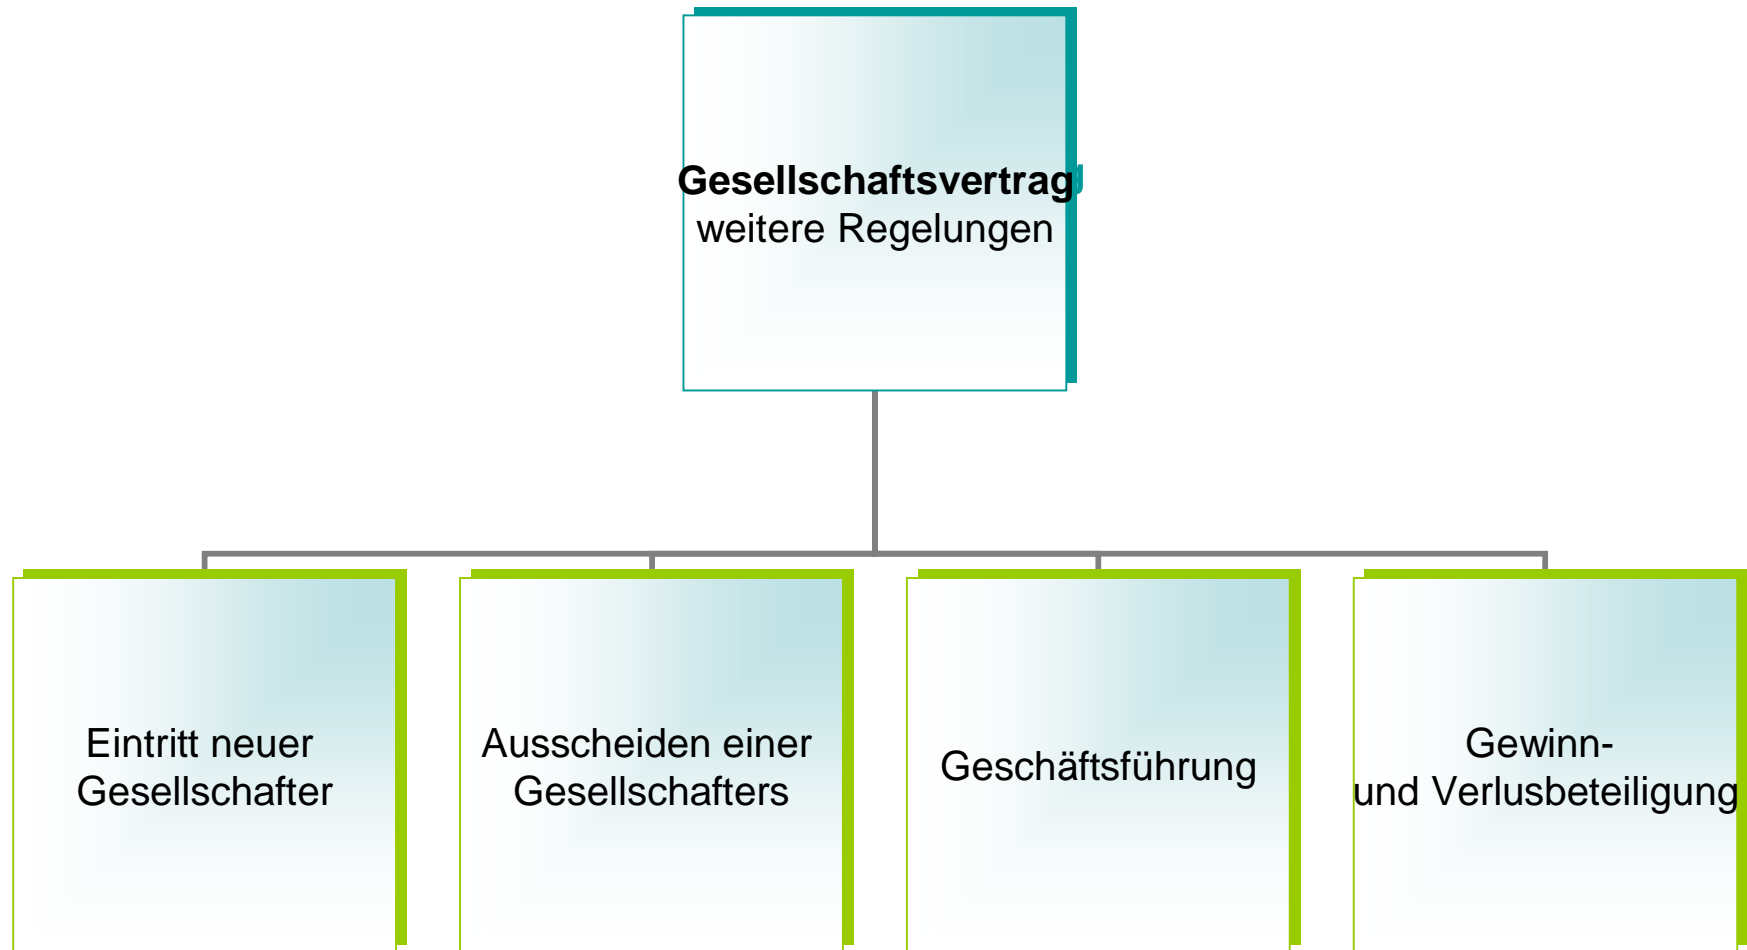 Gesellschaftsvertrag
weitere Regelungen
Eintritt neuer
Gesellschafter
Ausscheiden einer
Gesellschafters
Geschäftsführung
Gewinn-
und Verlusbeteiligung